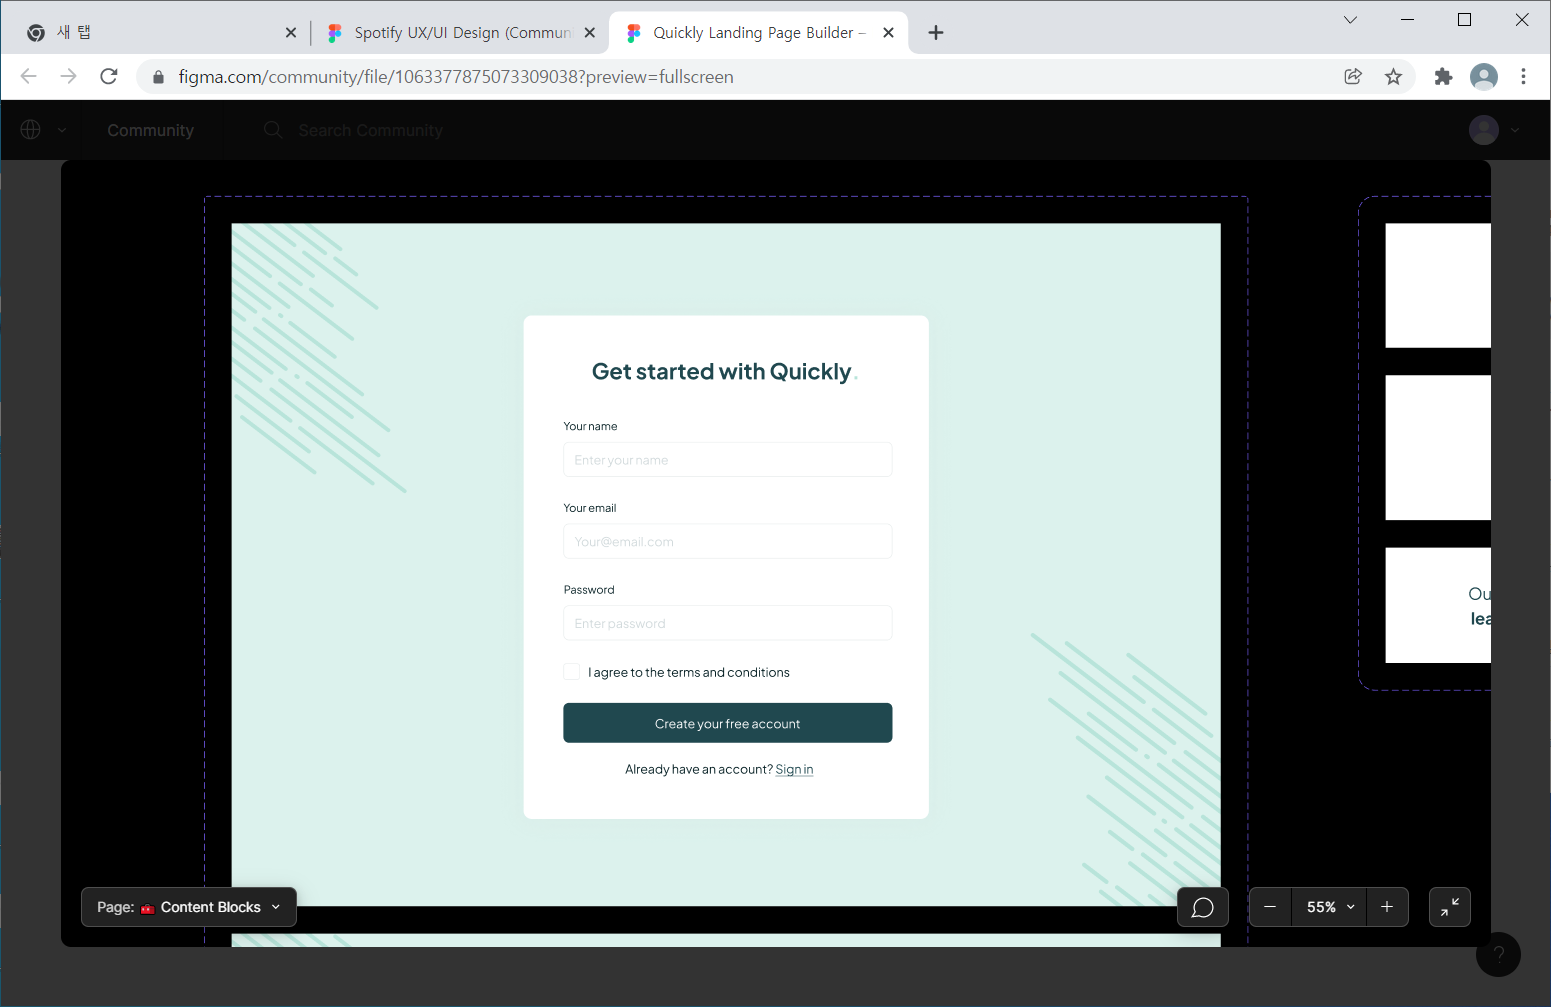 새 탭
Spotify UX/UI Design (Commun
Quickly Landing Page Builder –
figma.com/community/file/1063377875073309038?preview=fullscreen
Community
Search Community
Get started with Quickly.
Your name
Enter your name
Your email
Your@email.com
Password
Enter password
I agree to the terms and conditions
Create your free account
Already have an account? Sign in
Ou
lea
Page: Content Blocks
55%
?